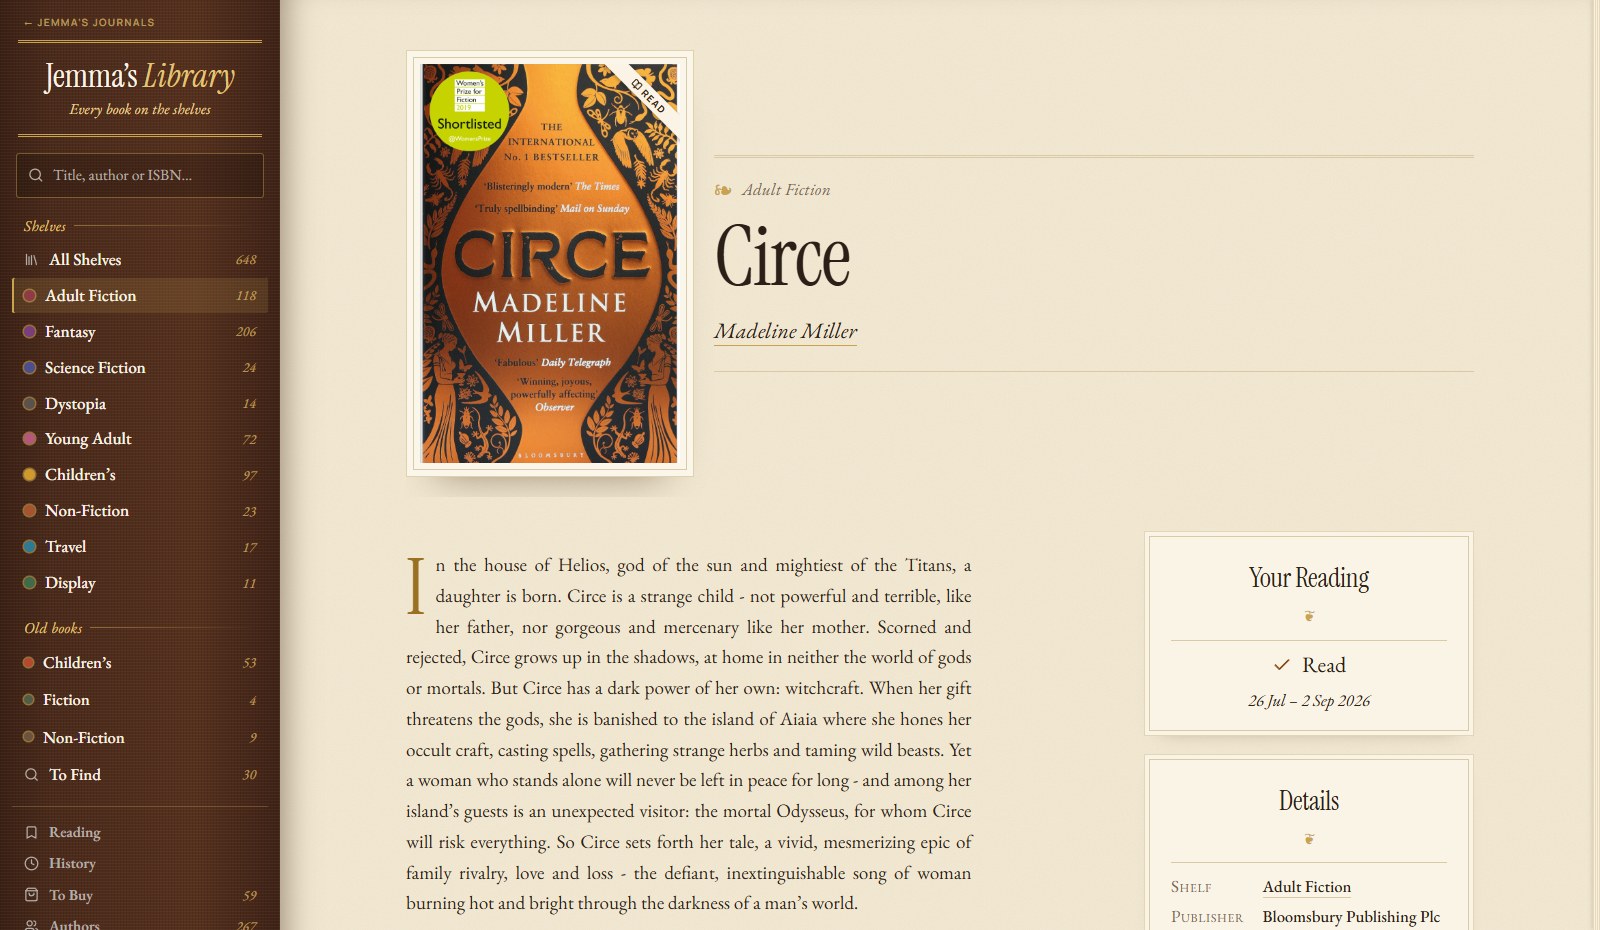 ← JEMMA'S JOURNALS
Jemma's Library
Every book on the shelves
Title, author or ISBN...
Shelves
All Shelves 648
Adult Fiction 118
Fantasy 206
Science Fiction 24
Dystopia 14
Young Adult 72
Children's 97
Non-Fiction 23
Travel 17
Display 11
Old books
Children's 53
Fiction 4
Non-Fiction 9
To Find 30
Reading
History
To Buy 59
Authors 267
Women's
Prize for
Fiction
2019
Shortlisted
@WomensPrize
READ
THE
INTERNATIONAL
No. 1 BESTSELLER
'Blisteringly modern' The Times
'Truly spellbinding' Mail on Sunday
CIRCE
MADELINE
MILLER
'Fabulous' Daily Telegraph
'Winning, joyous,
powerfully affecting'
Observer
BLOOMSBURY
Adult Fiction
Circe
Madeline Miller
In the house of Helios, god of the sun and mightiest of the Titans, a
daughter is born. Circe is a strange child - not powerful and terrible, like
her father, nor gorgeous and mercenary like her mother. Scorned and
rejected, Circe grows up in the shadows, at home in neither the world of gods
or mortals. But Circe has a dark power of her own: witchcraft. When her gift
threatens the gods, she is banished to the island of Aiaia where she hones her
occult craft, casting spells, gathering strange herbs and taming wild beasts. Yet
a woman who stands alone will never be left in peace for long - and among her
island's guests is an unexpected visitor: the mortal Odysseus, for whom Circe
will risk everything. So Circe sets forth her tale, a vivid, mesmerizing epic of
family rivalry, love and loss - the defiant, inextinguishable song of woman
burning hot and bright through the darkness of a man's world.
Your Reading
Read
26 Jul – 2 Sep 2026
Details
SHELF Adult Fiction
PUBLISHER Bloomsbury Publishing Plc